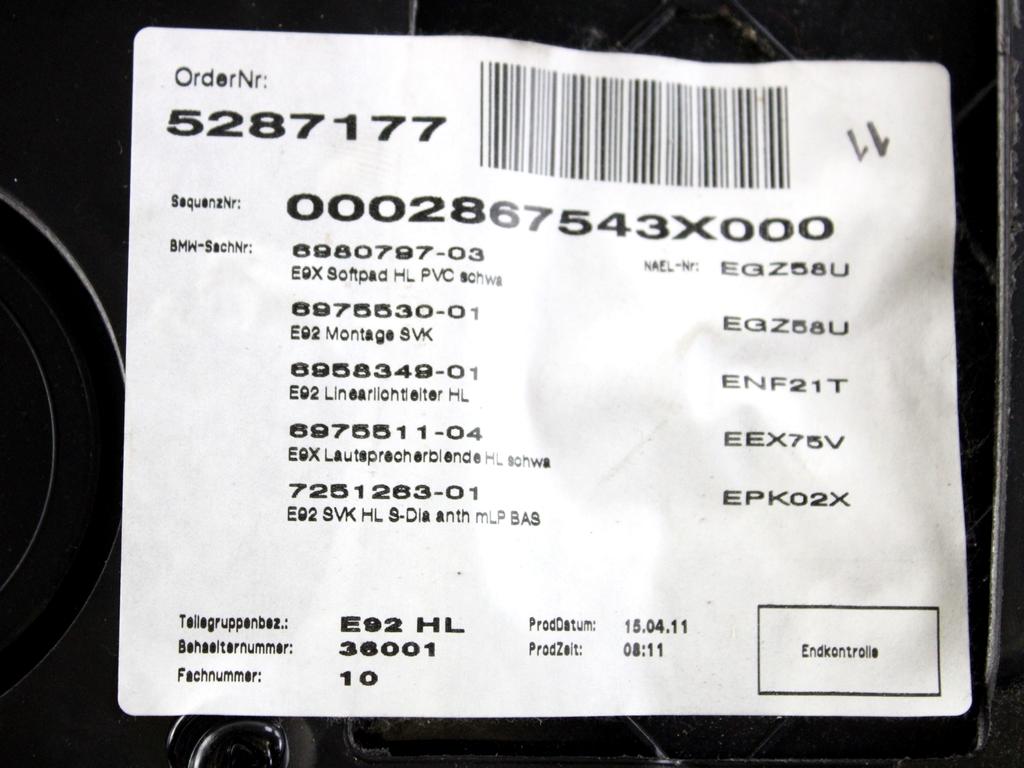 OrderNr:
5287177
11
SequenzNr: 0002867543X000
BMW-SachNr: 6980797-03 NAEL-Nr: EGZ58U
E9X Softpad HL PVC schwa
6975530-01 EGZ58U
E92 Montage SVK
6958349-01 ENF21T
E92 Linearlichtleiter HL
6975511-04 EEX75V
E9X Lautsprecherblende HL schwa
7251263-01 EPK02X
E92 SVK HL S-Dia anth mLP BAS
Teilegruppenbez.: E92 HL ProdDatum: 15.04.11
Behaelternummer: 36001 ProdZeit: 08:11
Fachnummer: 10
Endkontrolle